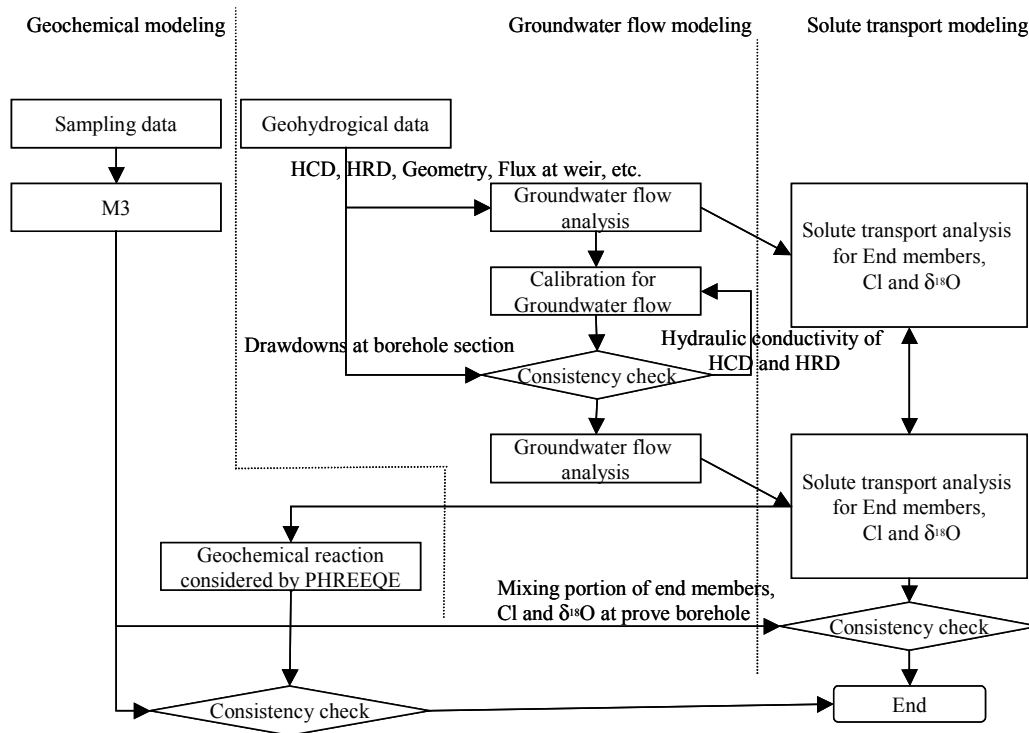 Geochemical modeling
Groundwater flow modeling
Solute transport modeling
Sampling data
Geohydrogical data
HCD, HRD, Geometry, Flux at weir, etc.
M3
Groundwater flow
analysis
Solute transport analysis
for End members,
Cl and δ¹⁸O
Calibration for
Groundwater flow
Drawdowns at borehole section
Hydraulic conductivity of
HCD and HRD
Consistency check
Groundwater flow
analysis
Solute transport analysis
for End members,
Cl and δ¹⁸O
Geochemical reaction
considered by PHREEQE
Mixing portion of end members,
Cl and δ¹⁸O at prove borehole
Consistency check
Consistency check
End